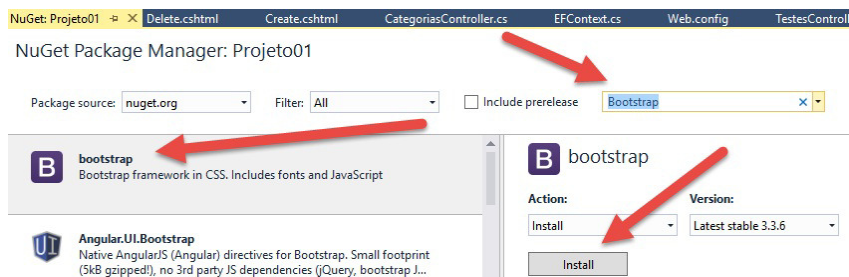 NuGet: Projeto01 Delete.cshtml Create.cshtml CategoriasController.cs EFContext.cs Web.config TestesControll
NuGet Package Manager: Projeto01
Package source: nuget.org Filter: All Include prerelease Bootstrap
B bootstrap
Bootstrap framework in CSS. Includes fonts and JavaScript
Angular.UI.Bootstrap
Native AngularJS (Angular) directives for Bootstrap. Small footprint
(5kB gzipped!), no 3rd party JS dependencies (jQuery, bootstrap J...
B bootstrap
Action: Version:
Install Latest stable 3.3.6
Install